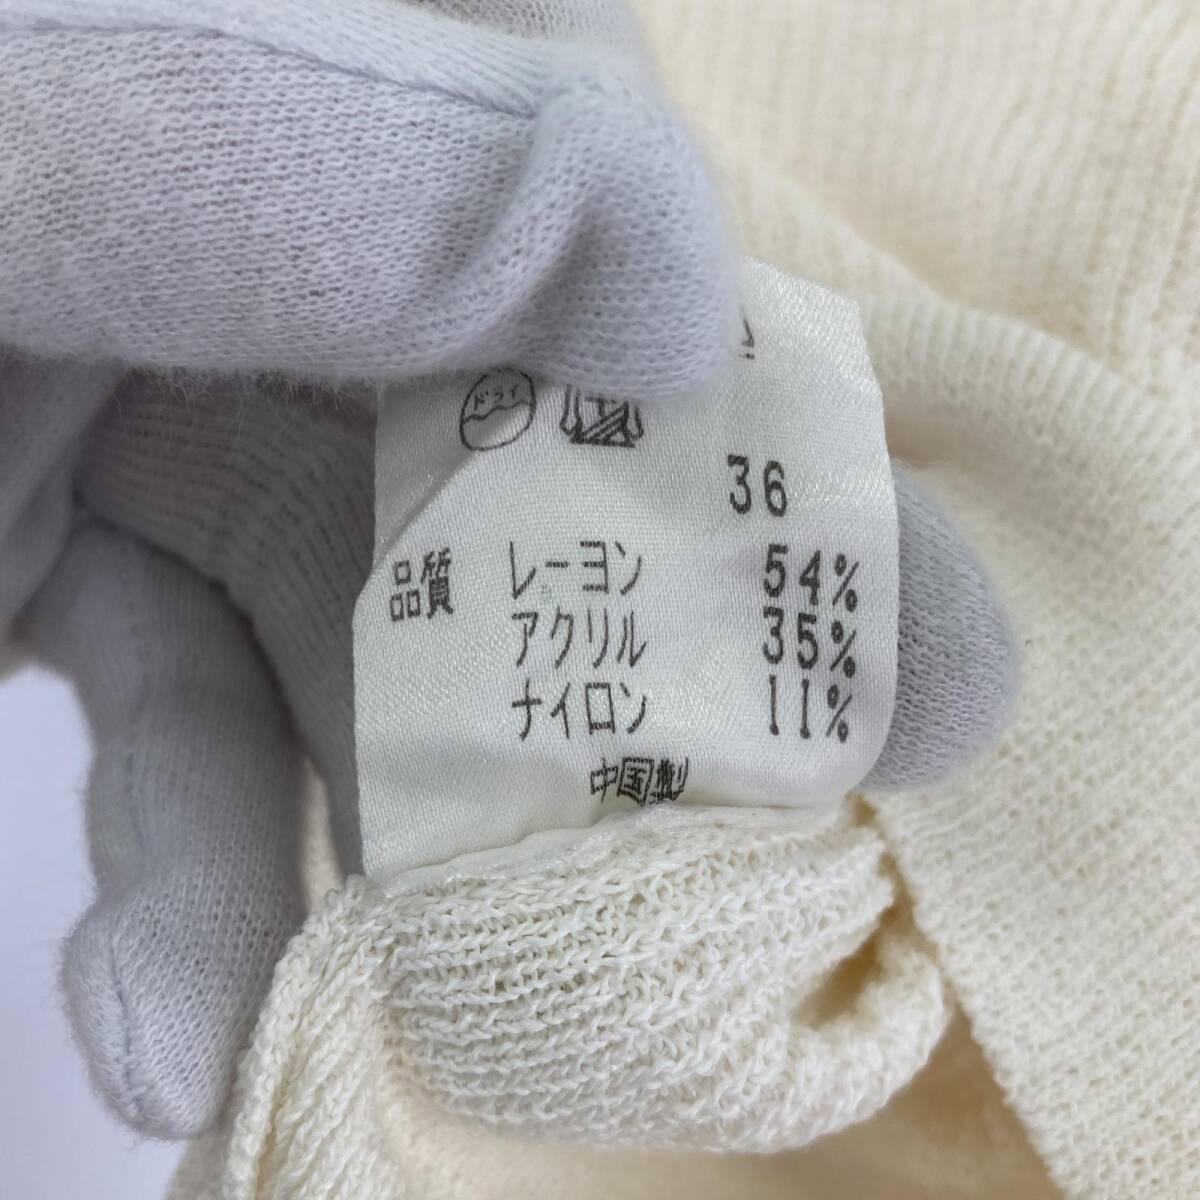 ドライ
36
品質 レーヨン 54%
アクリル 35%
ナイロン 11%
中国製